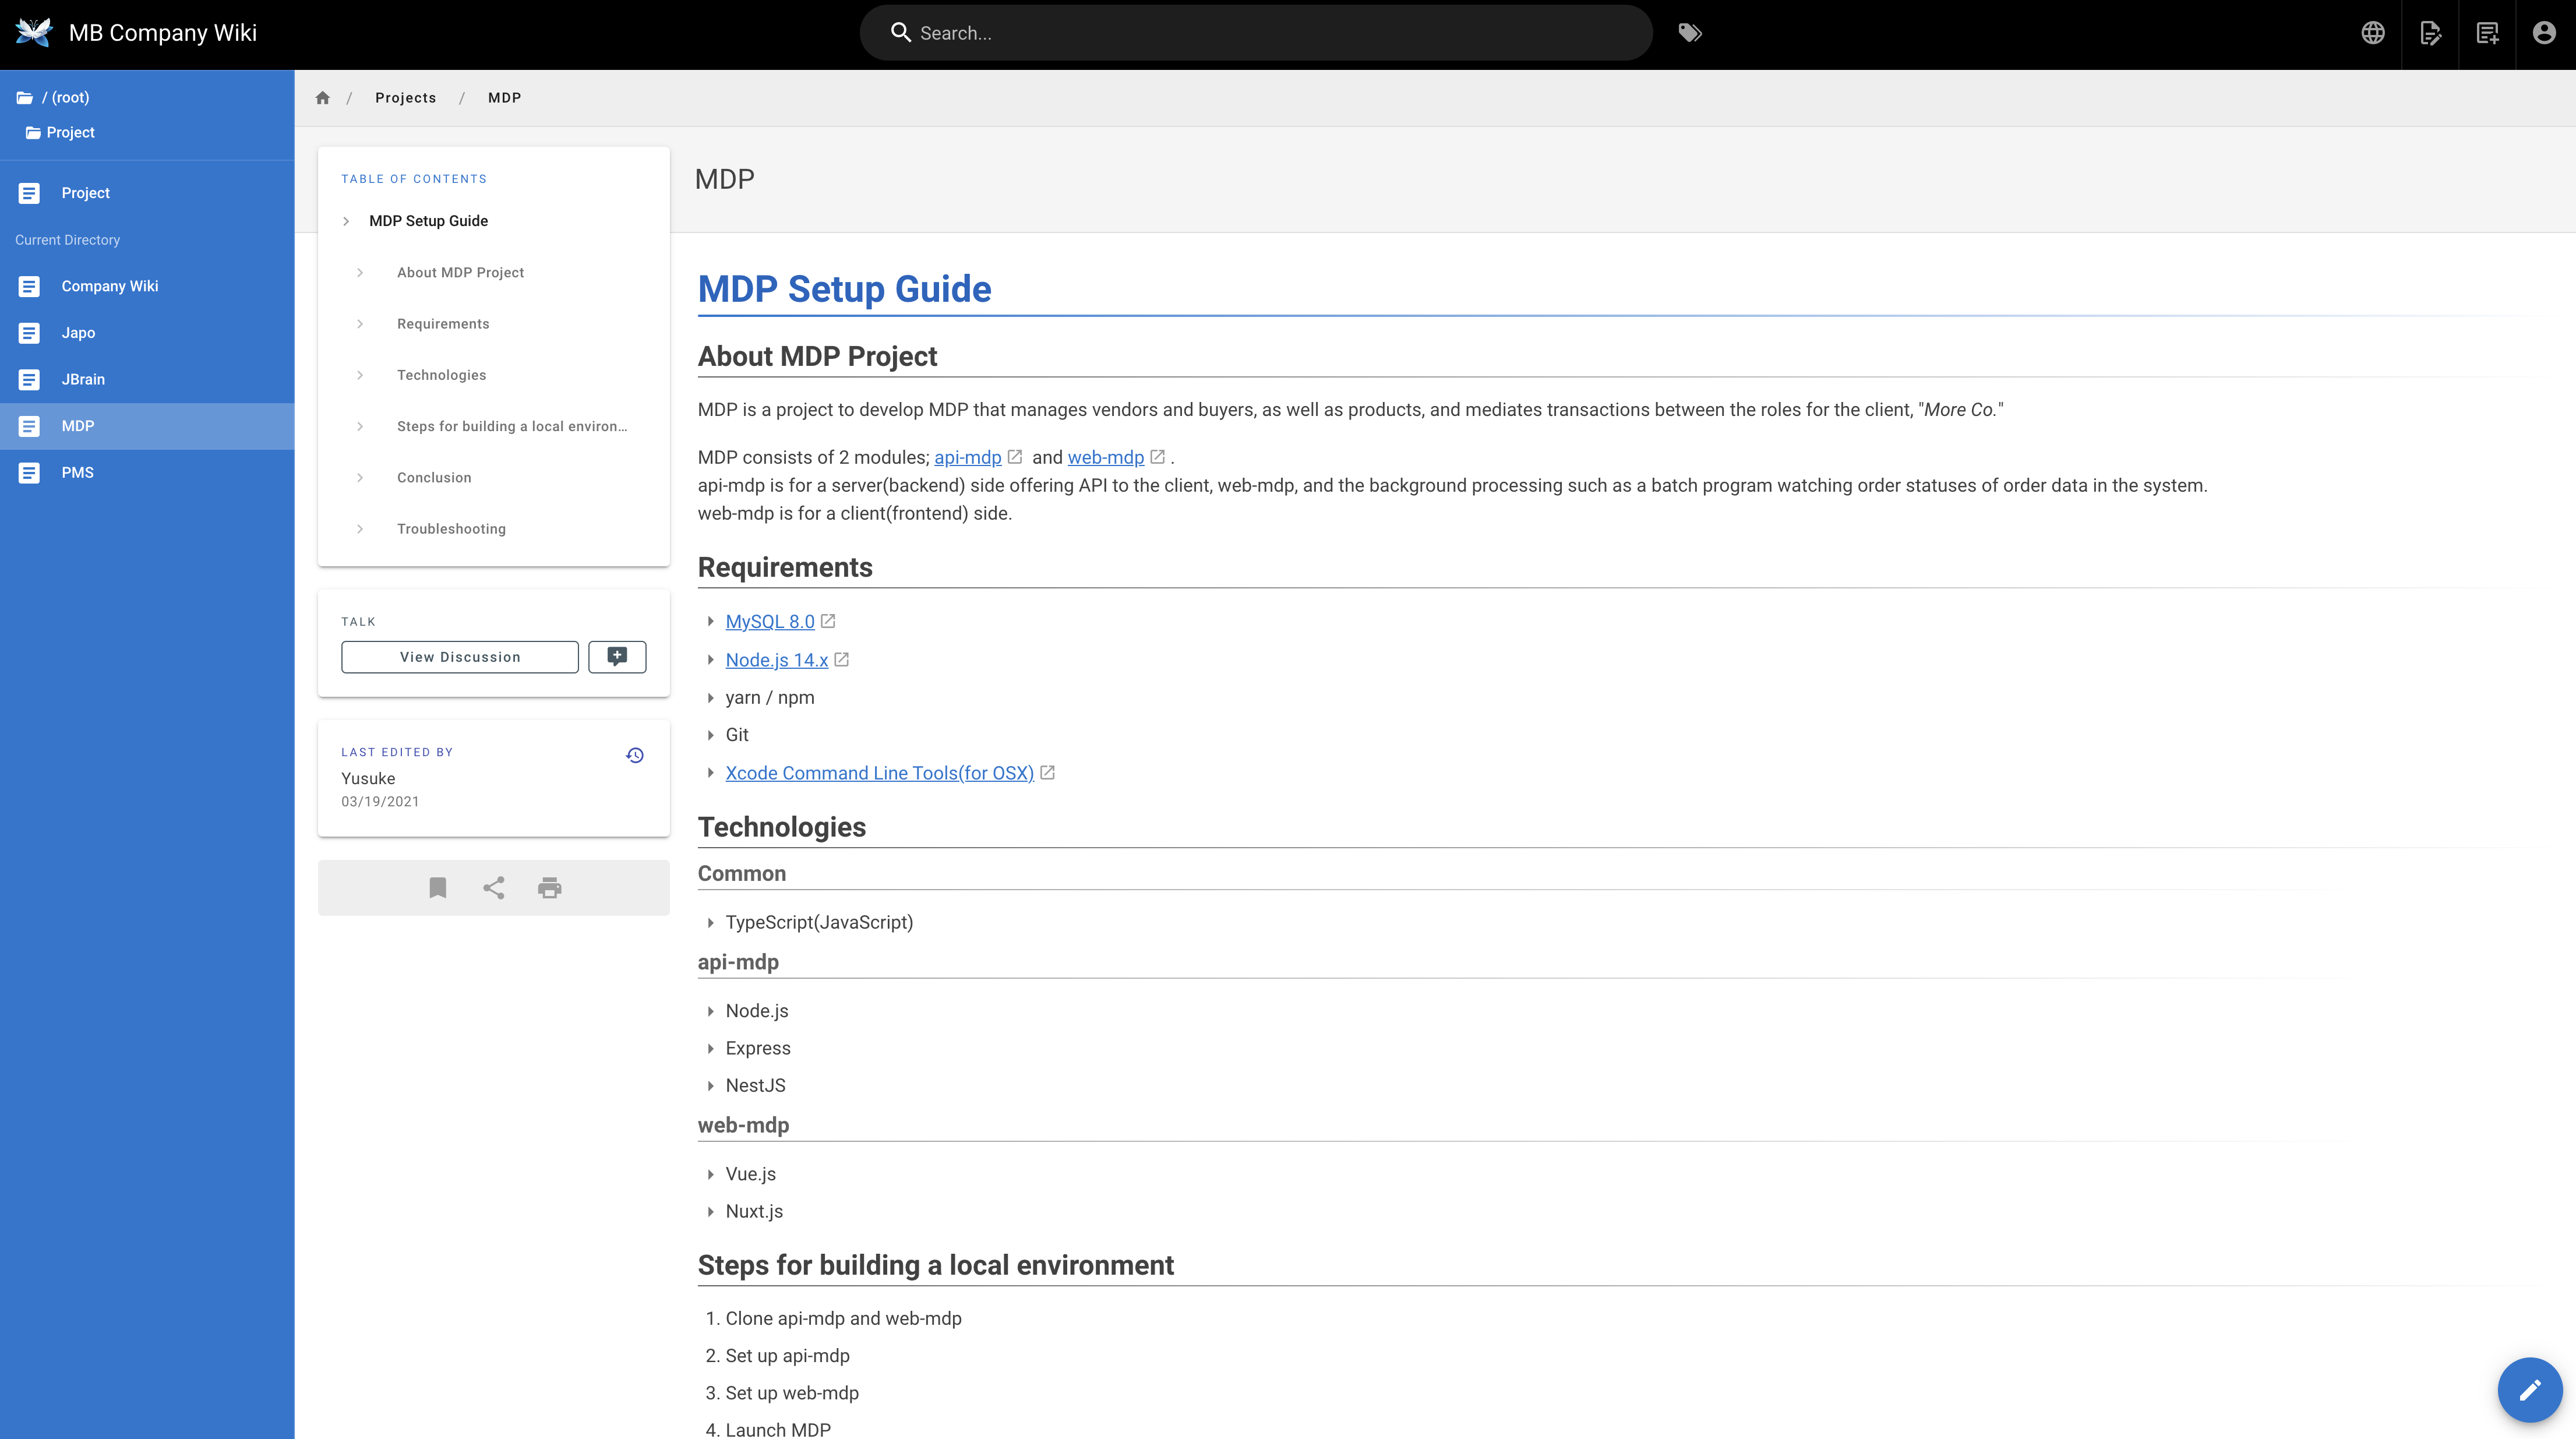 MB Company Wiki
Search...
/ (root)
Project
Project
Current Directory
Company Wiki
Japo
JBrain
MDP
PMS
/ Projects / MDP
TABLE OF CONTENTS
MDP Setup Guide
About MDP Project
Requirements
Technologies
Steps for building a local environ...
Conclusion
Troubleshooting
TALK
View Discussion
LAST EDITED BY
Yusuke
03/19/2021
MDP
MDP Setup Guide
About MDP Project
MDP is a project to develop MDP that manages vendors and buyers, as well as products, and mediates transactions between the roles for the client, "More Co."
MDP consists of 2 modules; api-mdp and web-mdp .
api-mdp is for a server(backend) side offering API to the client, web-mdp, and the background processing such as a batch program watching order statuses of order data in the system.
web-mdp is for a client(frontend) side.
Requirements
MySQL 8.0
Node.js 14.x
yarn / npm
Git
Xcode Command Line Tools(for OSX)
Technologies
Common
TypeScript(JavaScript)
api-mdp
Node.js
Express
NestJS
web-mdp
Vue.js
Nuxt.js
Steps for building a local environment
1. Clone api-mdp and web-mdp
2. Set up api-mdp
3. Set up web-mdp
4. Launch MDP